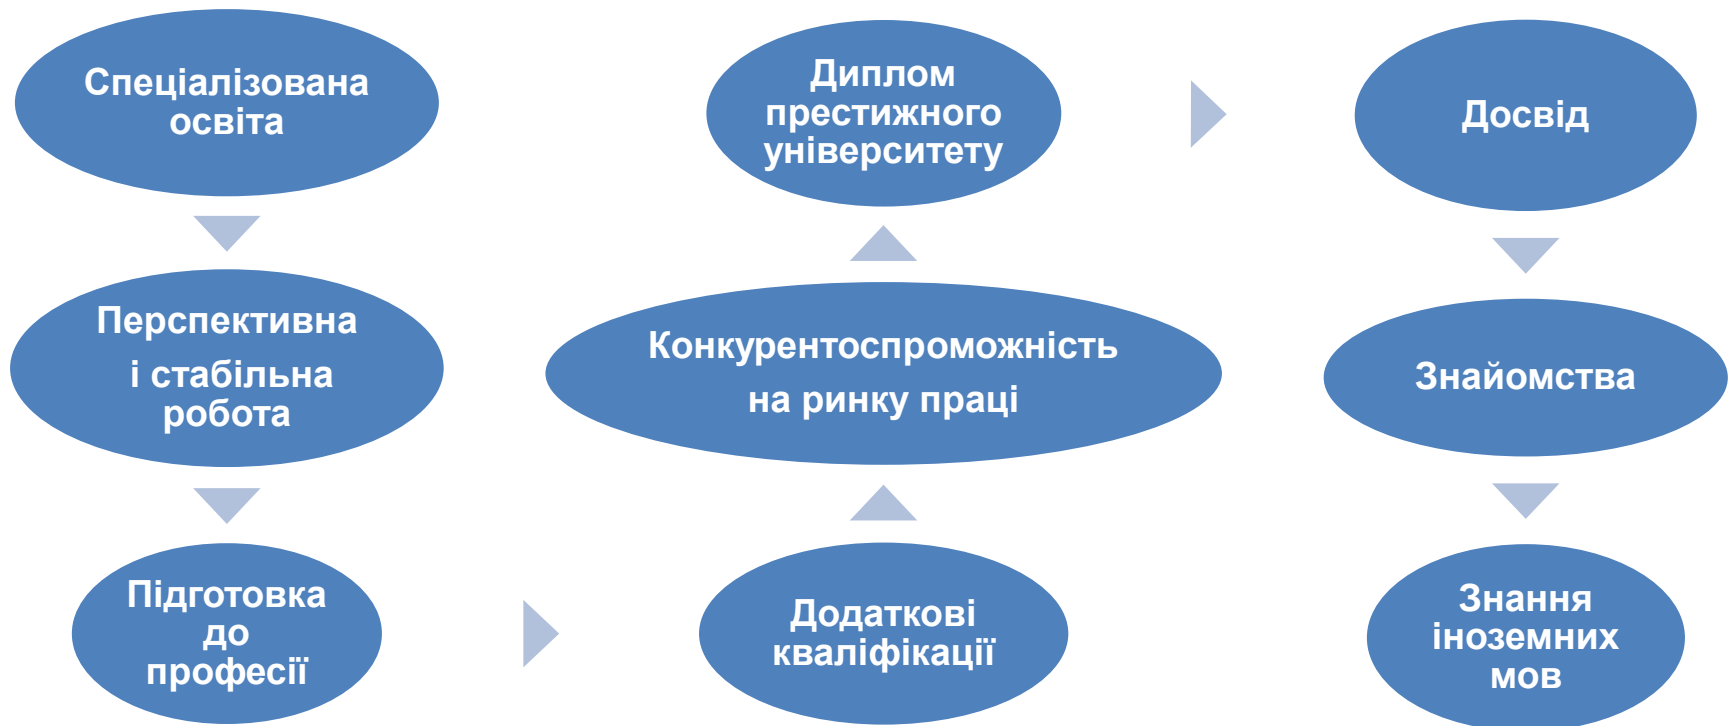 Спеціалізована
освіта
Перспективна
і стабільна
робота
Підготовка
до
професії
Додаткові
кваліфікації
Конкурентоспроможність
на ринку праці
Диплом
престижного
університету
Досвід
Знайомства
Знання
іноземних
мов